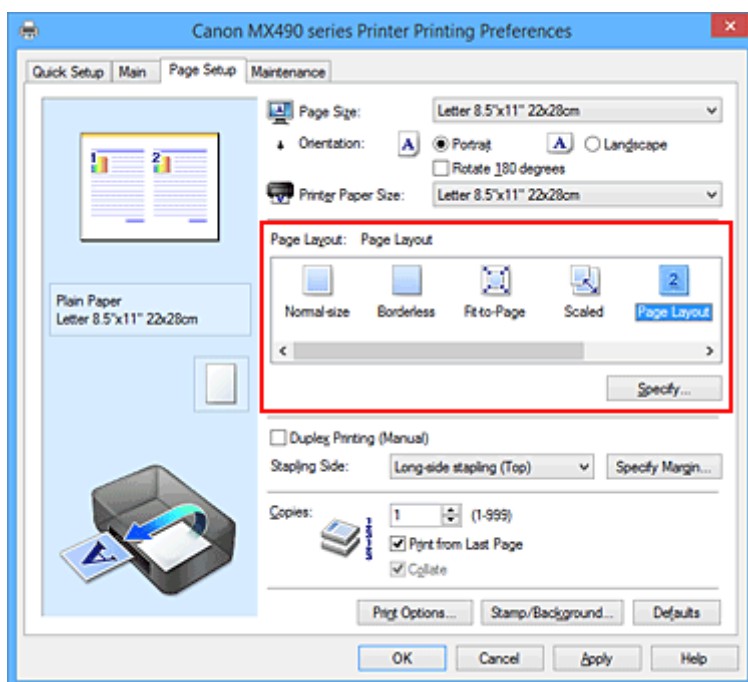 Canon MX490 series Printer Printing Preferences
Quick Setup Main Page Setup Maintenance
1 2
Plain Paper
Letter 8.5"x11" 22x28cm
Page Size: Letter 8.5"x11" 22x28cm
Orientation: A Portrait A Landscape
Rotate 180 degrees
Printer Paper Size: Letter 8.5"x11" 22x28cm
Page Layout: Page Layout
2
Normal-size Borderless Fit-to-Page Scaled Page Layout
Specify...
Duplex Printing (Manual)
Stapling Side: Long-side stapling (Top) Specify Margin...
Copies: 1 (1-999)
Print from Last Page
Collate
A
Print Options... Stamp/Background... Defaults
OK Cancel Apply Help